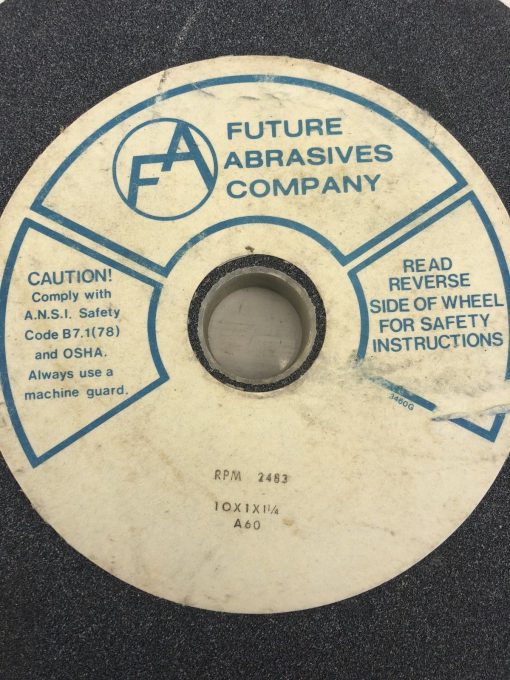 FA
FUTURE
ABRASIVES
COMPANY
CAUTION!
Comply with
A.N.S.I. Safety
Code B7.1(78)
and OSHA.
Always use a
machine guard.
READ
REVERSE
SIDE OF WHEEL
FOR SAFETY
INSTRUCTIONS
3460G
RPM 2483
10X1X1¼
A60